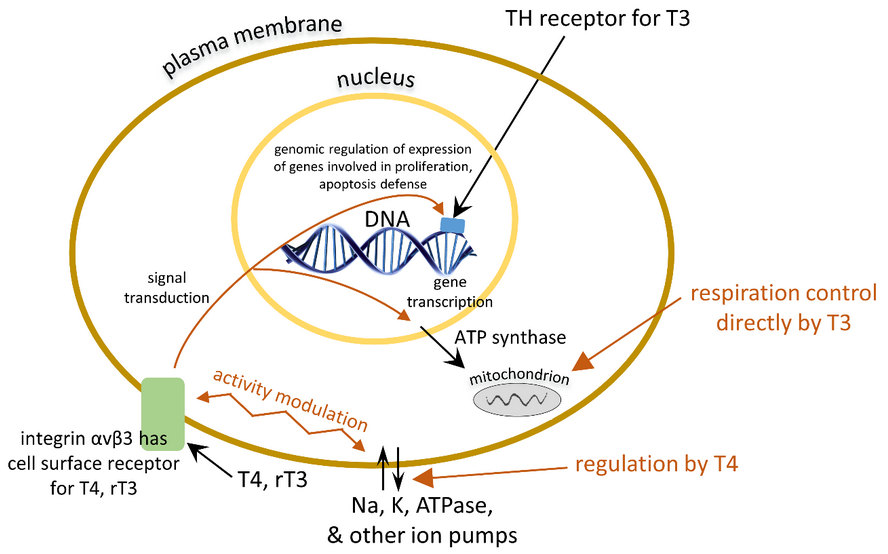 TH receptor for T3
plasma membrane
nucleus
genomic regulation of expression
of genes involved in proliferation,
apoptosis defense
DNA
signal
transduction
gene
transcription
respiration control
directly by T3
ATP synthase
mitochondrion
activity modulation
integrin αvβ3 has
cell surface receptor
for T4, rT3
T4, rT3
regulation by T4
Na, K, ATPase,
& other ion pumps